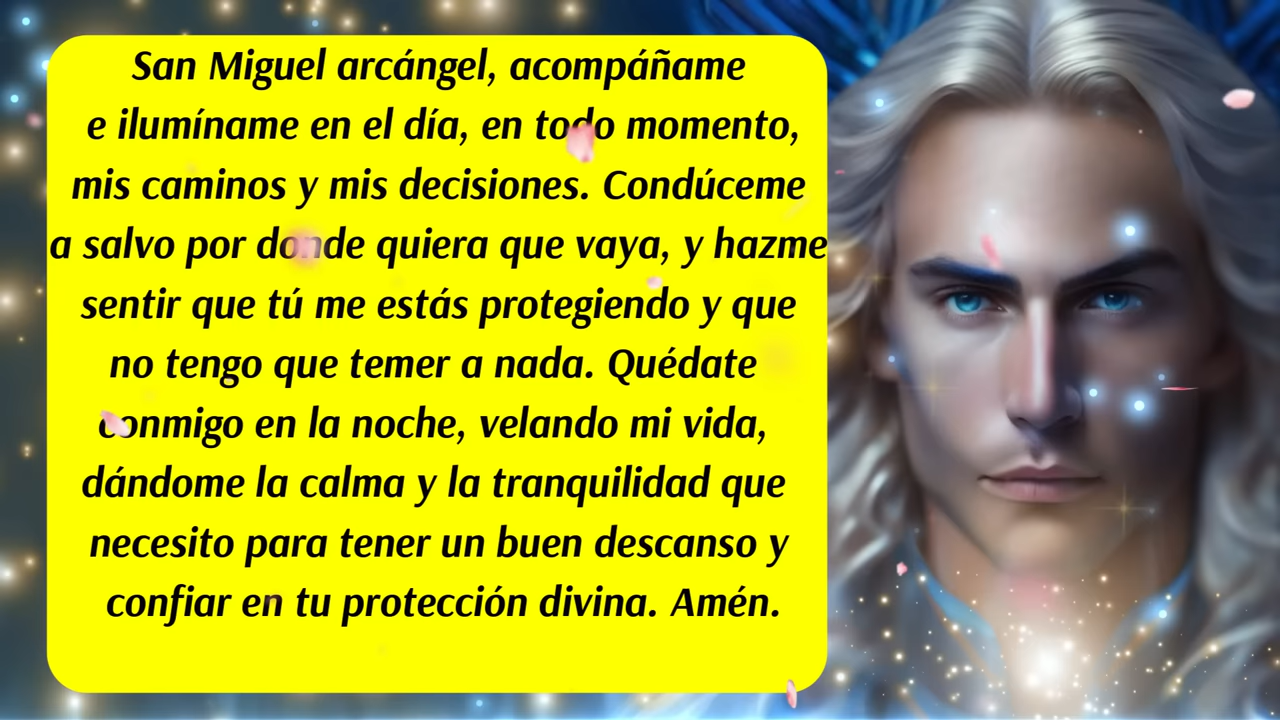 San Miguel arcángel, acompáñame
e ilumíname en el día, en todo momento,
mis caminos y mis decisiones. Condúceme
a salvo por donde quiera que vaya, y hazme
sentir que tú me estás protegiendo y que
no tengo que temer a nada. Quédate
conmigo en la noche, velando mi vida,
dándome la calma y la tranquilidad que
necesito para tener un buen descanso y
confiar en tu protección divina. Amén.